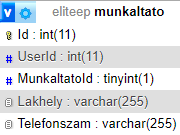 v eliteep munkaltato
Id : int(11)
# UserId : int(11)
# MunkaltatoId : tinyint(1)
Lakhely : varchar(255)
Telefonszam : varchar(255)